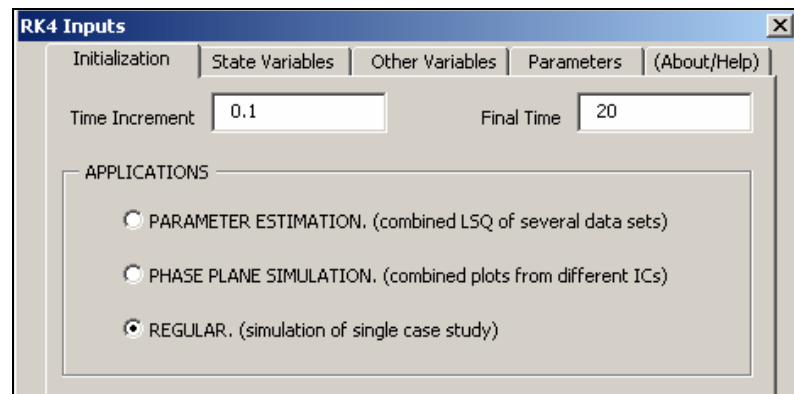 RK4 Inputs
Initialization State Variables Other Variables Parameters (About/Help)
Time Increment 0.1 Final Time 20
APPLICATIONS
PARAMETER ESTIMATION. (combined LSQ of several data sets)
PHASE PLANE SIMULATION. (combined plots from different ICs)
REGULAR. (simulation of single case study)